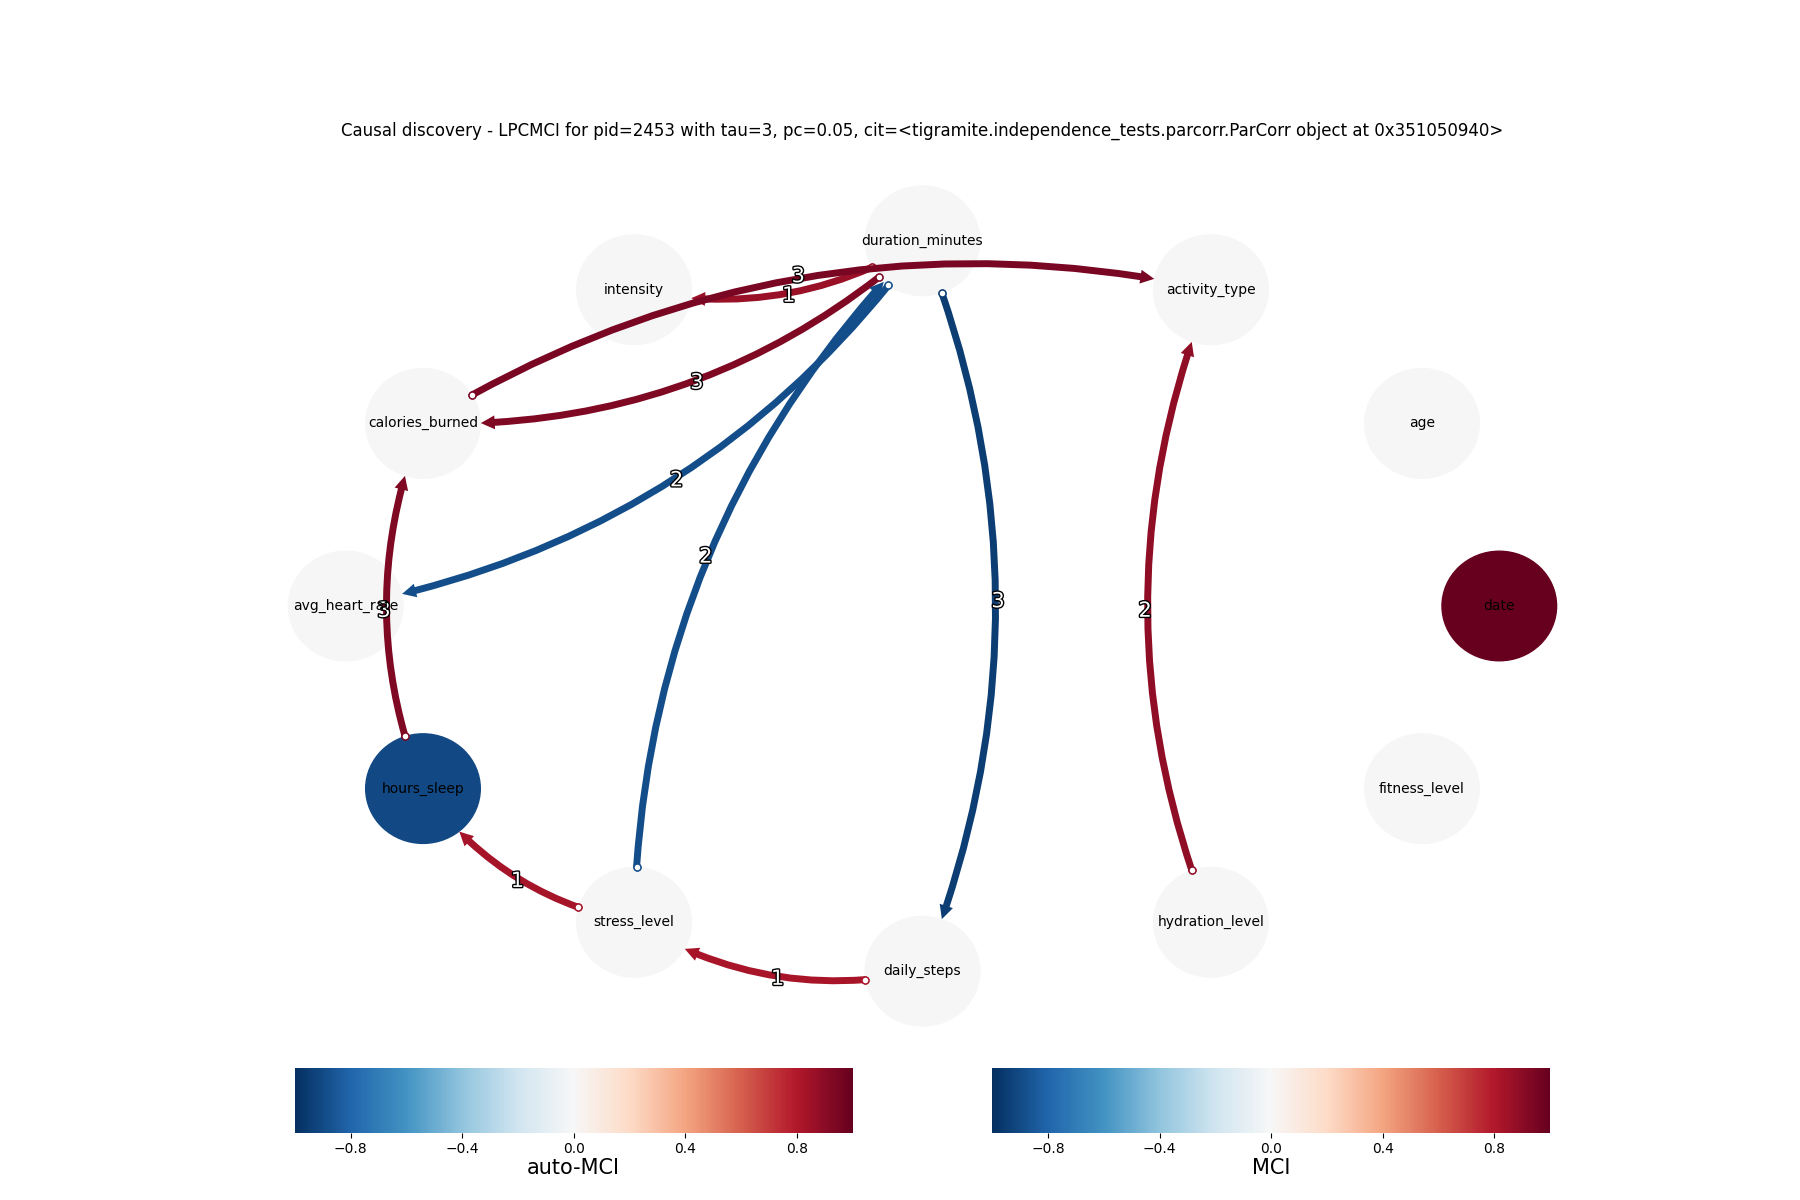 Causal discovery - LPCMCI for pid=2453 with tau=3, pc=0.05, cit=<tigramite.independence_tests.parcorr.ParCorr object at 0x351050940>
duration_minutes
intensity
activity_type
3
1
3
calories_burned
age
2
2
3
avg_heart_rate
3
2
date
hours_sleep
fitness_level
1
stress_level
hydration_level
daily_steps
1
−0.8 −0.4 0.0 0.4 0.8
auto-MCI
−0.8 −0.4 0.0 0.4 0.8
MCI